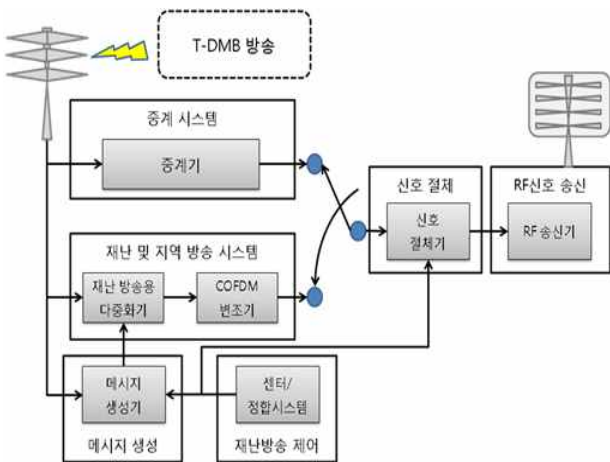 T-DMB 방송
중계 시스템
중계기
신호 절체
RF신호 송신
신호
절체기
RF 송신기
재난 및 지역 방송 시스템
재난 방송용
다중화기
COFDM
변조기
메시지
생성기
센터/
정합시스템
메시지 생성
재난방송 제어